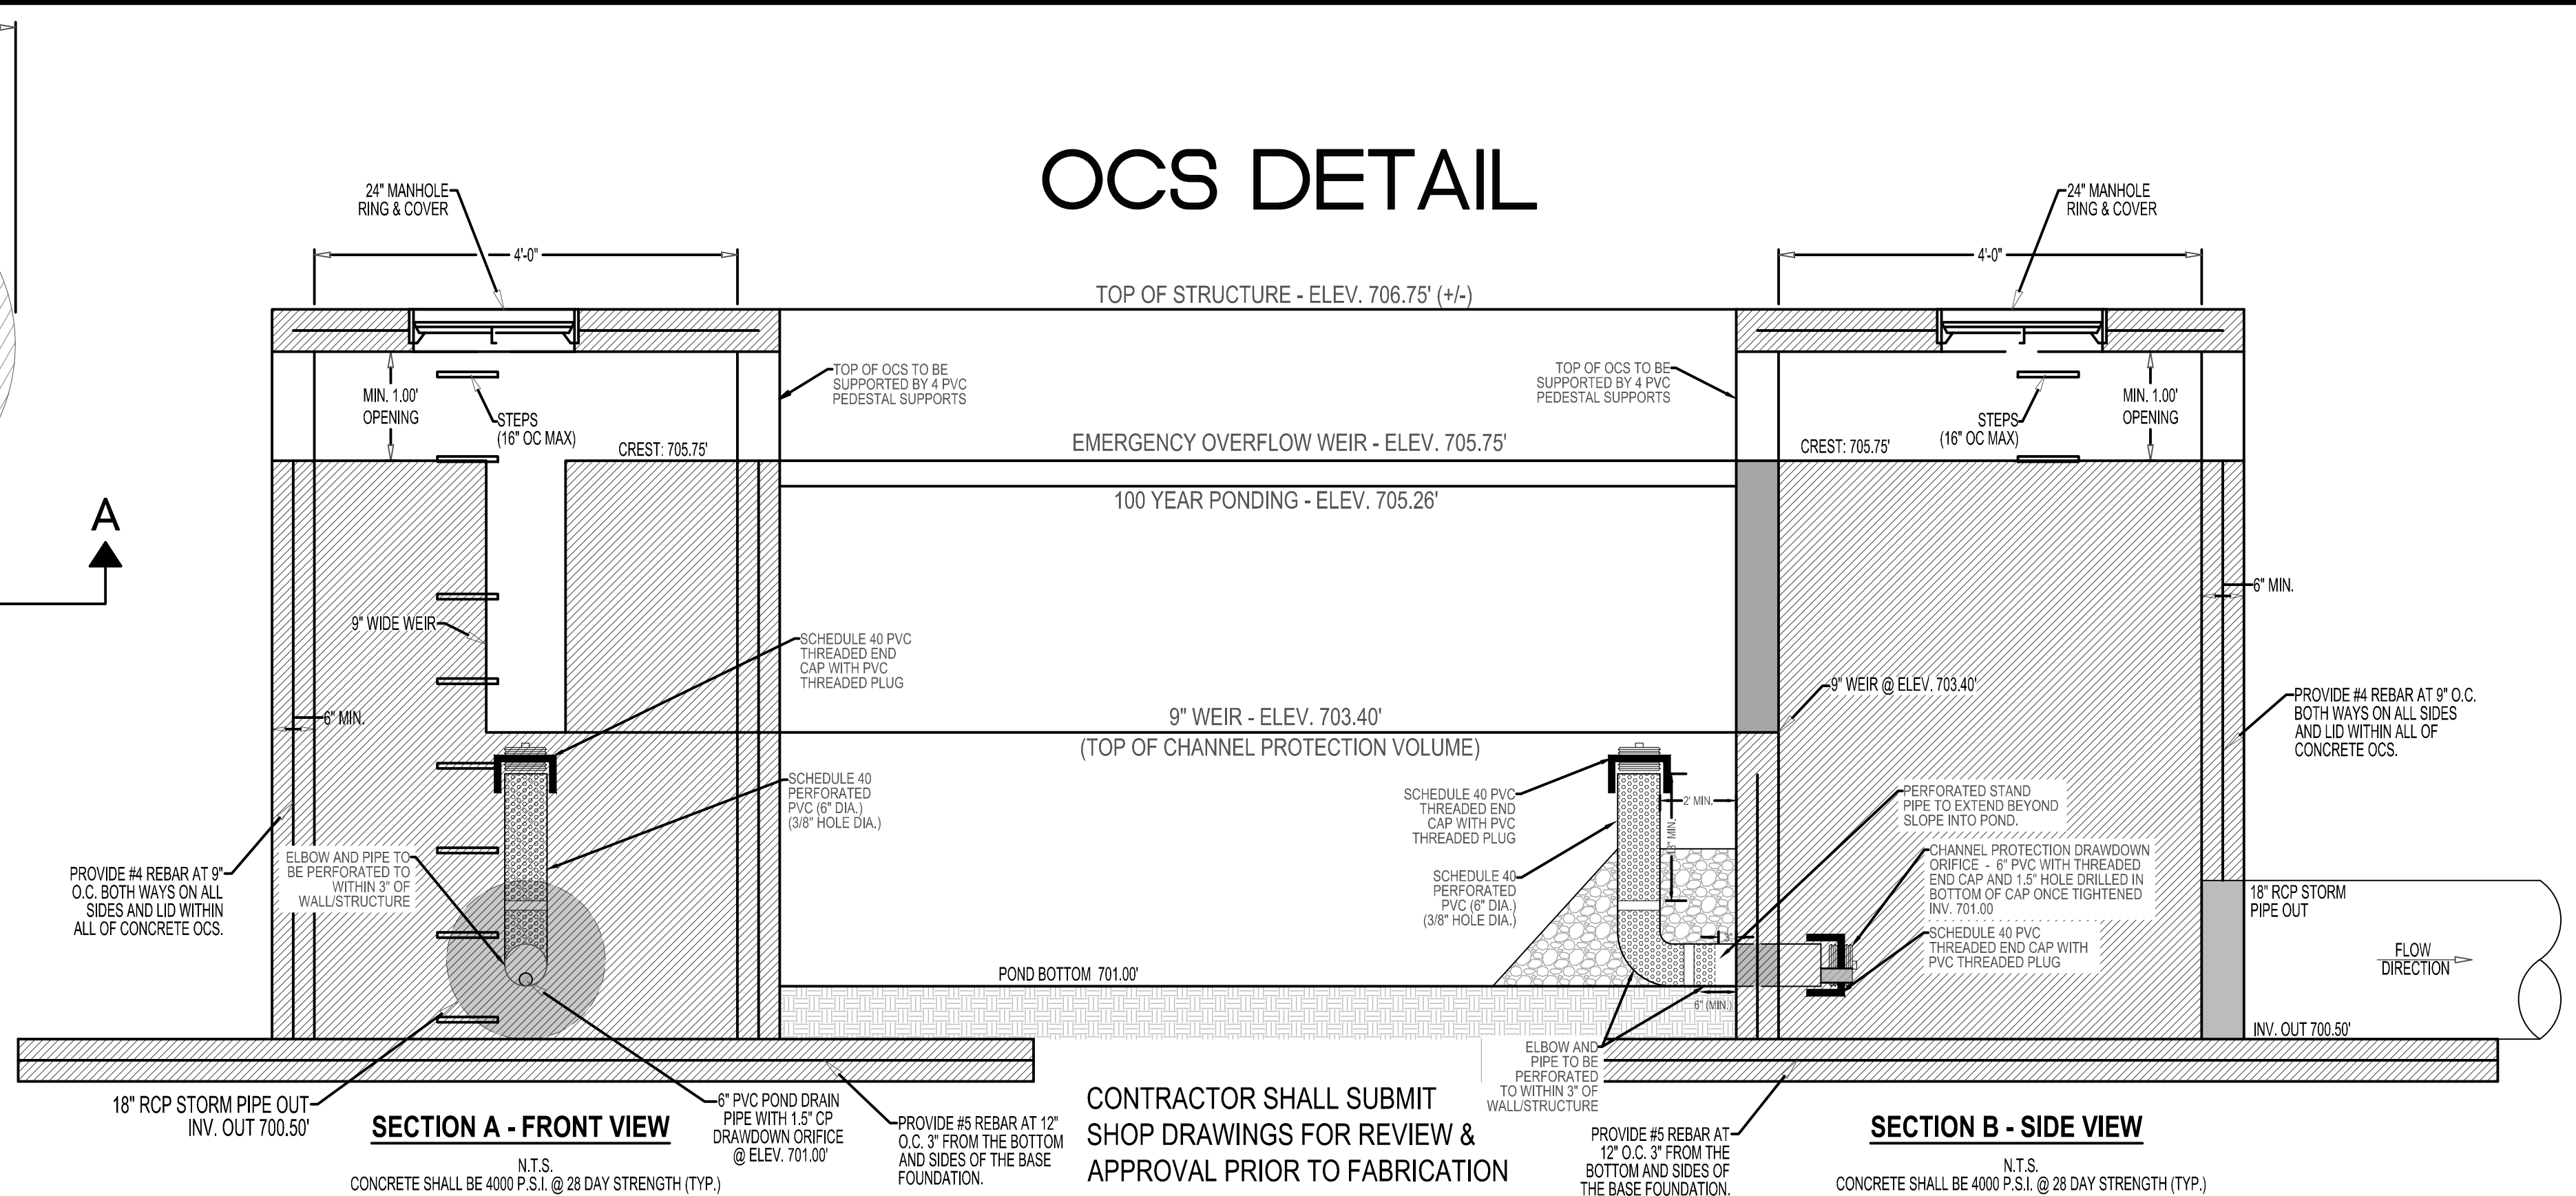 OCS DETAIL
24" MANHOLE
RING & COVER
4'-0"
24" MANHOLE
RING & COVER
4'-0"
TOP OF STRUCTURE - ELEV. 706.75' (+/-)
MIN. 1.00'
OPENING
STEPS
(16" OC MAX)
CREST: 705.75'
TOP OF OCS TO BE
SUPPORTED BY 4 PVC
PEDESTAL SUPPORTS
TOP OF OCS TO BE
SUPPORTED BY 4 PVC
PEDESTAL SUPPORTS
EMERGENCY OVERFLOW WEIR - ELEV. 705.75'
100 YEAR PONDING - ELEV. 705.26'
CREST: 705.75'
STEPS
(16" OC MAX)
MIN. 1.00'
OPENING
A
9" WIDE WEIR
6" MIN.
SCHEDULE 40 PVC
THREADED END
CAP WITH PVC
THREADED PLUG
9" WEIR - ELEV. 703.40'
(TOP OF CHANNEL PROTECTION VOLUME)
9" WEIR @ ELEV. 703.40'
6" MIN.
PROVIDE #4 REBAR AT 9" O.C.
BOTH WAYS ON ALL SIDES
AND LID WITHIN ALL OF
CONCRETE OCS.
SCHEDULE 40
PERFORATED
PVC (6" DIA.)
(3/8" HOLE DIA.)
SCHEDULE 40 PVC
THREADED END
CAP WITH PVC
THREADED PLUG
2' MIN.
18" MIN.
SCHEDULE 40
PERFORATED
PVC (6" DIA.)
(3/8" HOLE DIA.)
PERFORATED STAND
PIPE TO EXTEND BEYOND
SLOPE INTO POND.
CHANNEL PROTECTION DRAWDOWN
ORIFICE - 6" PVC WITH THREADED
END CAP AND 1.5" HOLE DRILLED IN
BOTTOM OF CAP ONCE TIGHTENED
INV. 701.00
SCHEDULE 40 PVC
THREADED END CAP WITH
PVC THREADED PLUG
18" RCP STORM
PIPE OUT
FLOW
DIRECTION
INV. OUT 700.50'
PROVIDE #4 REBAR AT 9"
O.C. BOTH WAYS ON ALL
SIDES AND LID WITHIN
ALL OF CONCRETE OCS.
ELBOW AND PIPE TO
BE PERFORATED TO
WITHIN 3" OF
WALL/STRUCTURE
POND BOTTOM 701.00'
3"
6" (MIN.)
ELBOW AND
PIPE TO BE
PERFORATED
TO WITHIN 3" OF
WALL/STRUCTURE
18" RCP STORM PIPE OUT
INV. OUT 700.50'
SECTION A - FRONT VIEW
N.T.S.
CONCRETE SHALL BE 4000 P.S.I. @ 28 DAY STRENGTH (TYP.)
6" PVC POND DRAIN
PIPE WITH 1.5" CP
DRAWDOWN ORIFICE
@ ELEV. 701.00'
PROVIDE #5 REBAR AT 12"
O.C. 3" FROM THE BOTTOM
AND SIDES OF THE BASE
FOUNDATION.
CONTRACTOR SHALL SUBMIT
SHOP DRAWINGS FOR REVIEW &
APPROVAL PRIOR TO FABRICATION
PROVIDE #5 REBAR AT
12" O.C. 3" FROM THE
BOTTOM AND SIDES OF
THE BASE FOUNDATION.
SECTION B - SIDE VIEW
N.T.S.
CONCRETE SHALL BE 4000 P.S.I. @ 28 DAY STRENGTH (TYP.)